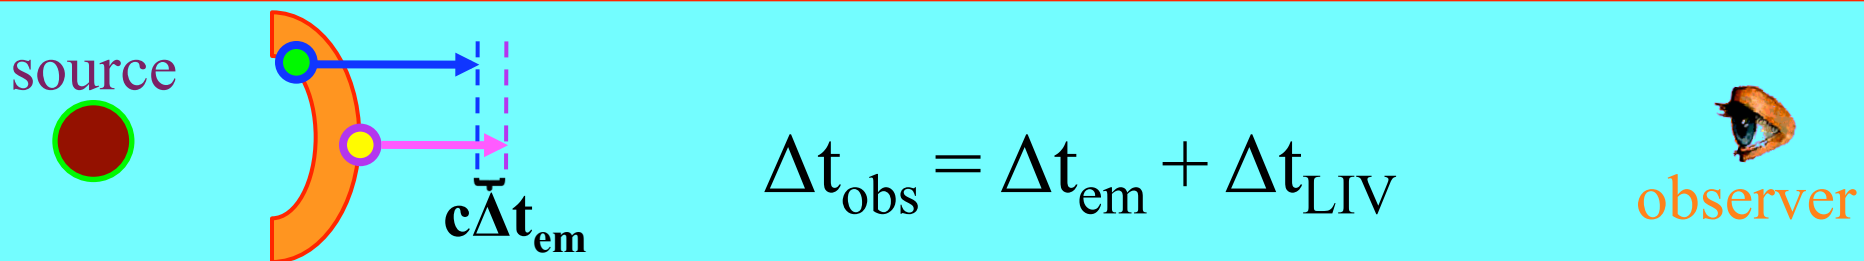 source
cΔt_em
Δt_obs = Δt_em + Δt_LIV
observer